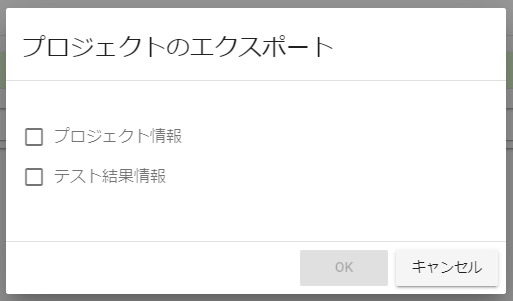 プロジェクトのエクスポート
プロジェクト情報
テスト結果情報
OK
キャンセル